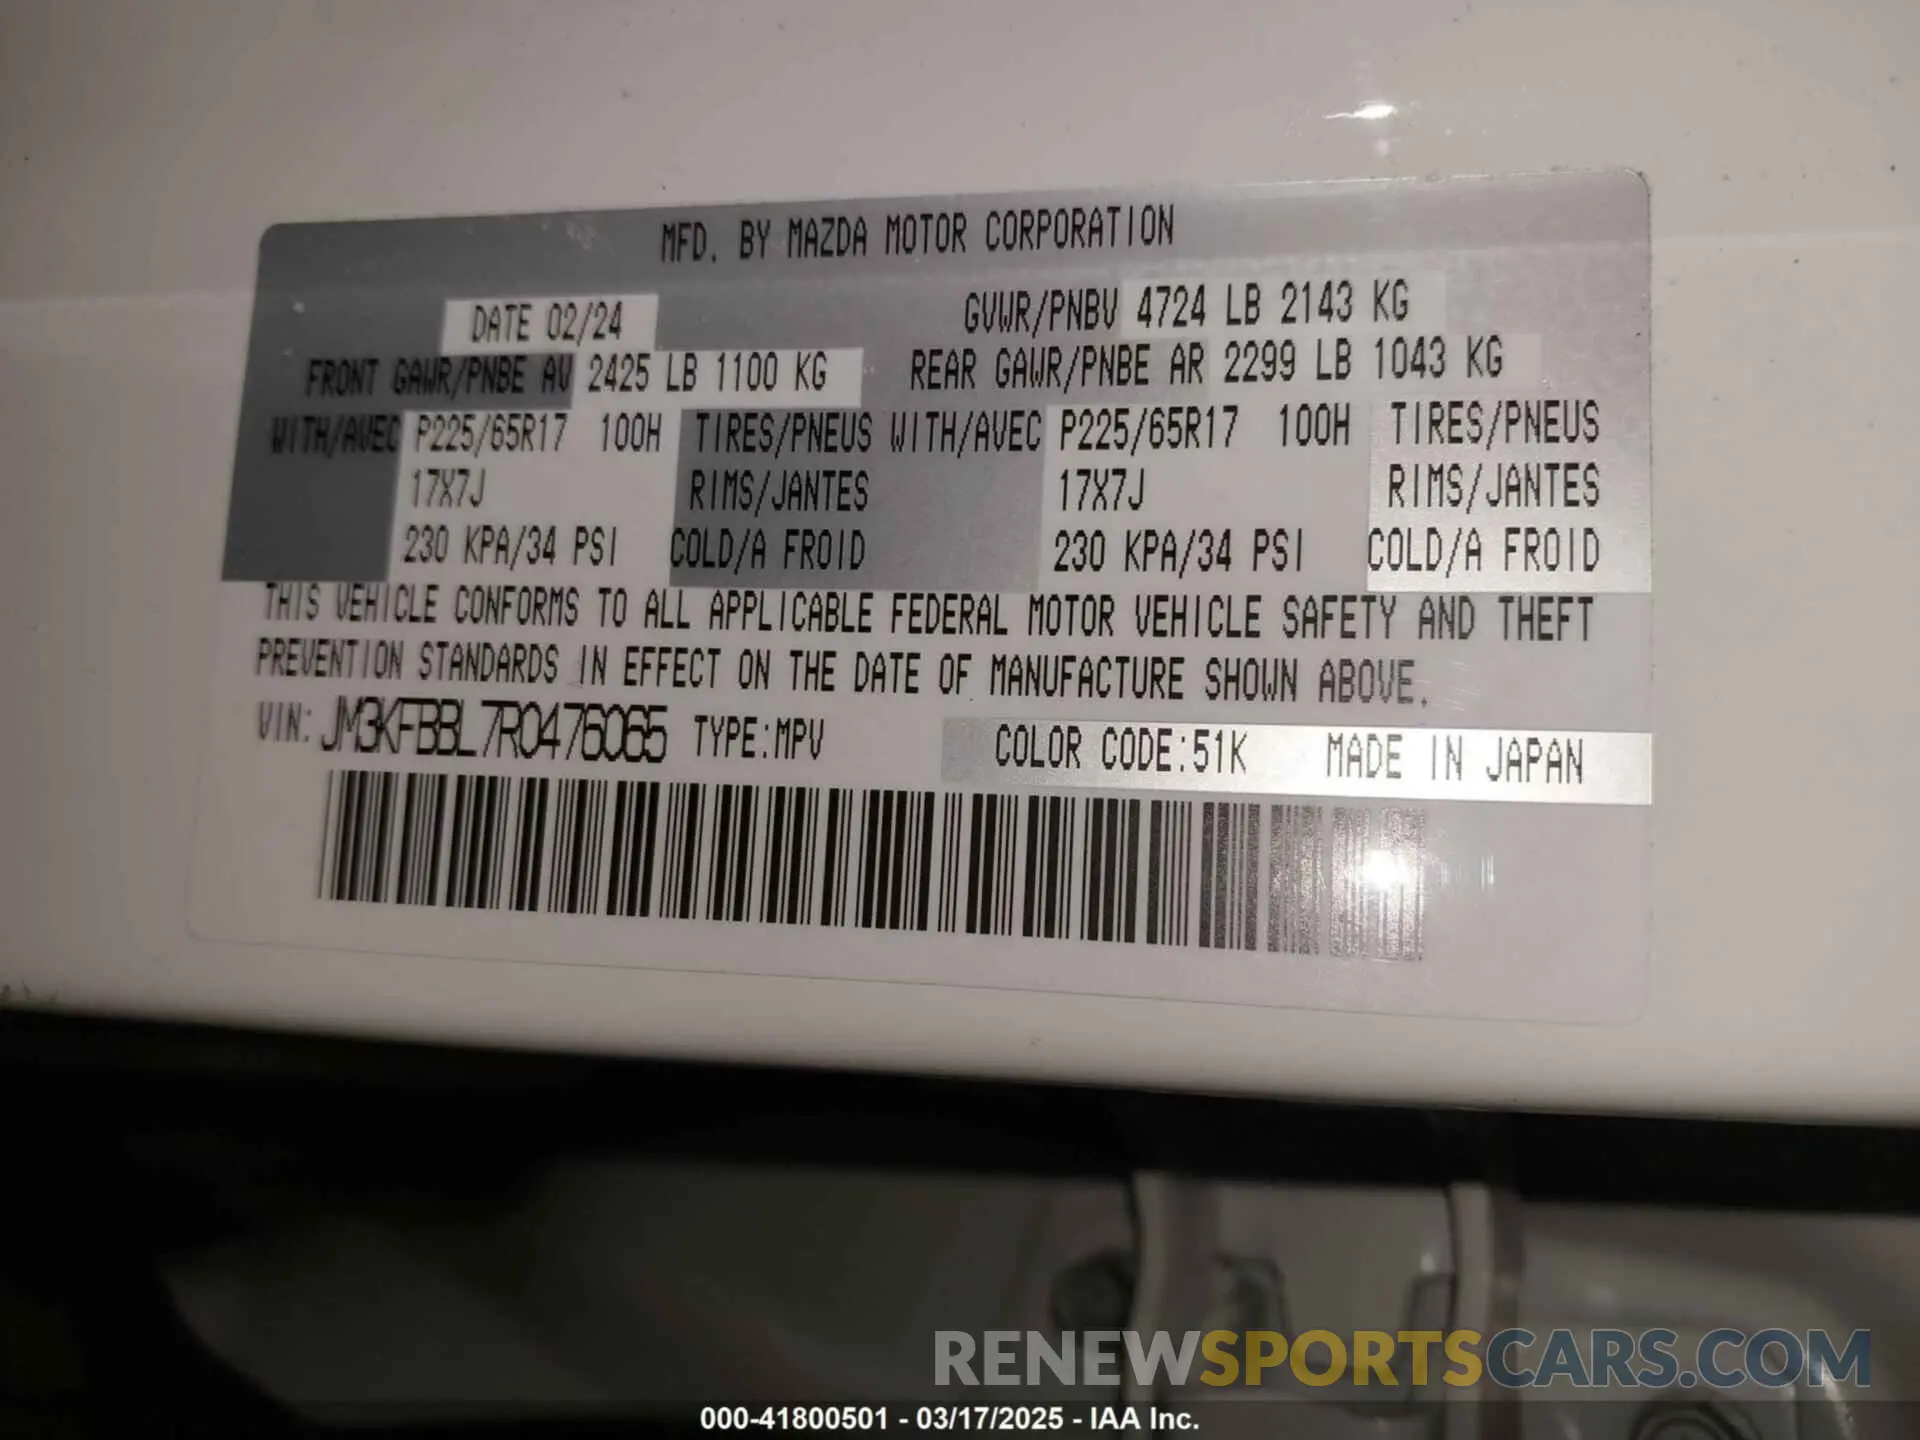 MFD. BY MAZDA MOTOR CORPORATION
DATE 02/24 GVWR/PNBV 4724 LB 2143 KG
FRONT GAWR/PNBE AV 2425 LB 1100 KG REAR GAWR/PNBE AR 2299 LB 1043 KG
WITH/AVEC P225/65R17 100H TIRES/PNEUS WITH/AVEC P225/65R17 100H TIRES/PNEUS
17X7J RIMS/JANTES 17X7J RIMS/JANTES
230 KPA/34 PSI COLD/A FROID 230 KPA/34 PSI COLD/A FROID
THIS VEHICLE CONFORMS TO ALL APPLICABLE FEDERAL MOTOR VEHICLE SAFETY AND THEFT
PREVENTION STANDARDS IN EFFECT ON THE DATE OF MANUFACTURE SHOWN ABOVE.
VIN: JM3KFBBL7R0476065 TYPE:MPV COLOR CODE:51K MADE IN JAPAN
RENEWSPORTSCARS.COM
000-41800501 - 03/17/2025 - IAA Inc.